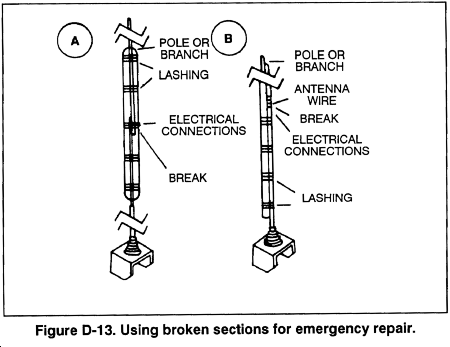 A
POLE OR
BRANCH
LASHING
ELECTRICAL
CONNECTIONS
BREAK
B
POLE OR
BRANCH
ANTENNA
WIRE
BREAK
ELECTRICAL
CONNECTIONS
LASHING
Figure D-13. Using broken sections for emergency repair.